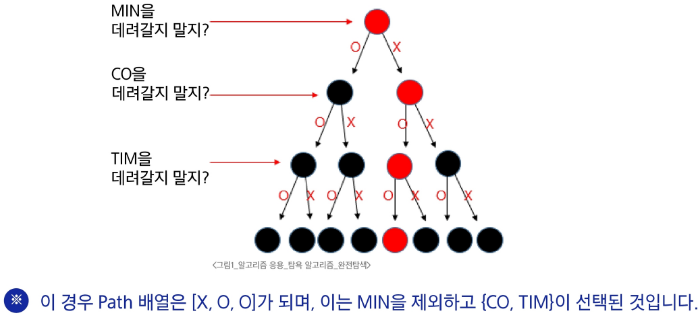 MIN을
데려갈지 말지?
O X
CO을
데려갈지 말지?
O X O X
TIM을
데려갈지 말지?
O X O X O X O X
<그림1_알고리즘 응용_탐욕 알고리즘_완전탐색>
※ 이 경우 Path 배열은 [X, O, O]가 되며, 이는 MIN을 제외하고 {CO, TIM}이 선택된 것입니다.